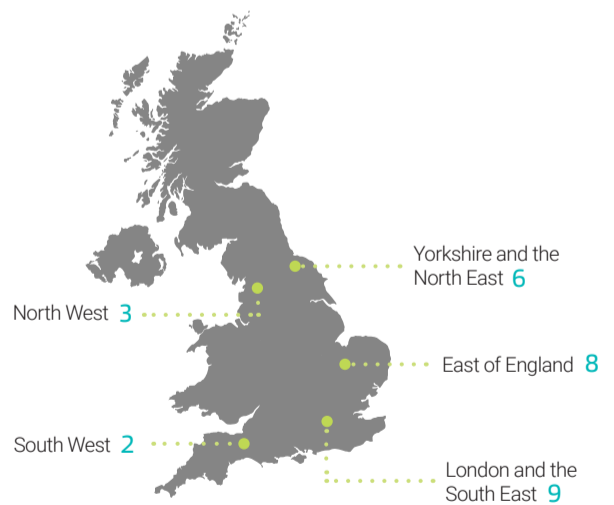 Yorkshire and the
North East 6
North West 3
East of England 8
South West 2
London and the
South East 9